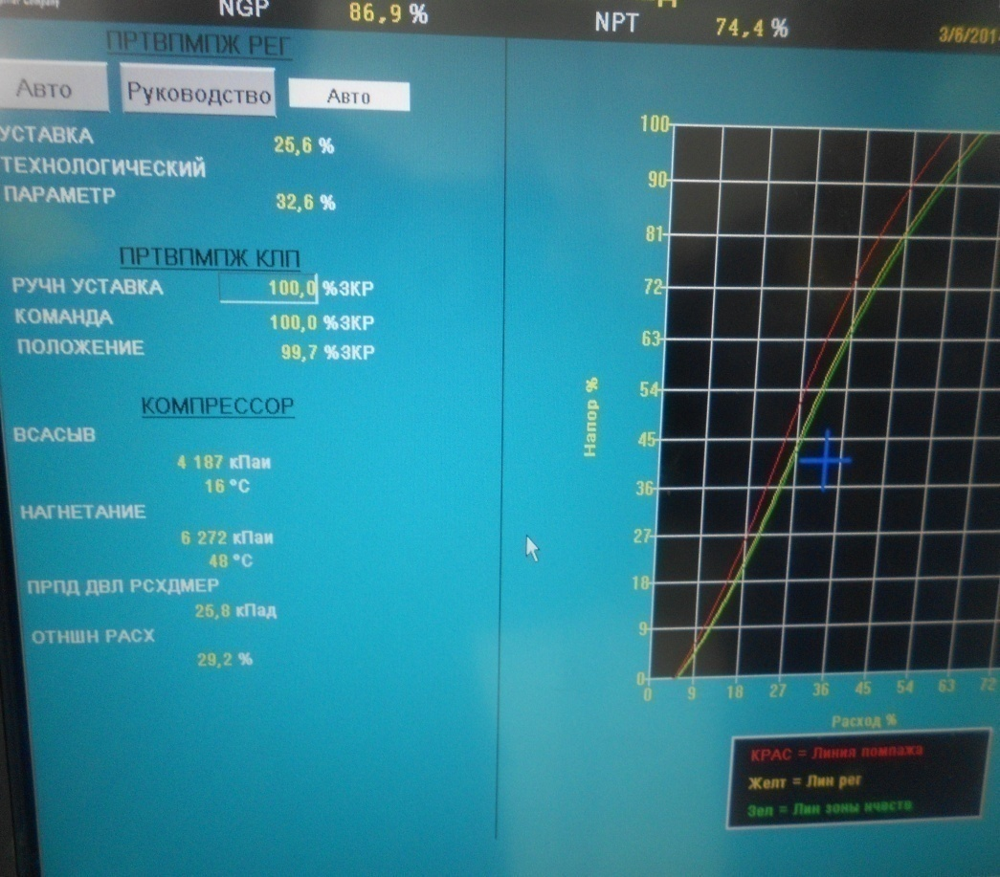 Company
NGP 86,9 %
NPT 74,4 %
3/6/201
ПРТВПМПЖ РЕГ
Авто Руководство Авто
УСТАВКА 25,6 %
ТЕХНОЛОГИЧЕСКИЙ
ПАРАМЕТР 32,6 %
ПРТВПМПЖ КЛП
РУЧН УСТАВКА 100,0 %ЗКР
КОМАНДА 100,0 %ЗКР
ПОЛОЖЕНИЕ 99,7 %ЗКР
КОМПРЕССОР
ВСАСЫВ
4 187 кПаи
16 °C
НАГНЕТАНИЕ
6 272 кПаи
48 °C
ПРПД ДВЛ РСХДМЕР
25,8 кПад
ОТНШН РАСХ
29,2 %
100
90
81
72
63
54
45
36
27
18
9
0
Напор %
0 9 18 27 36 45 54 63 72
Расход %
КРАС = Линия помпажа
Желт = Лин рег
Зел = Лин зоны нчвств